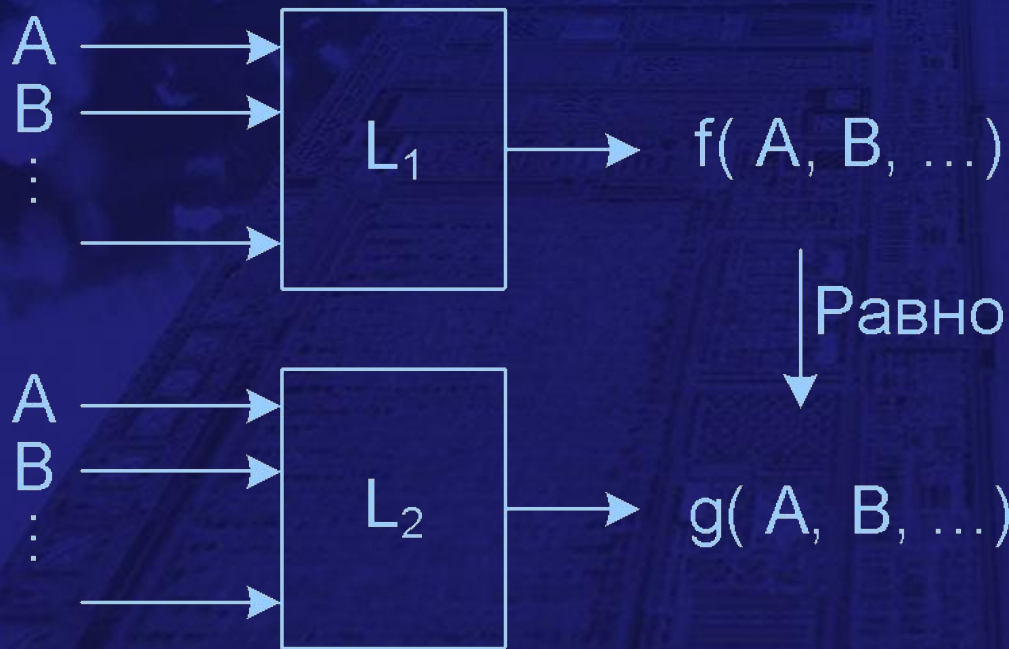 A
B
⋮
L₁
f( A, B, …)
Равно
A
B
⋮
L₂
g( A, B, …)